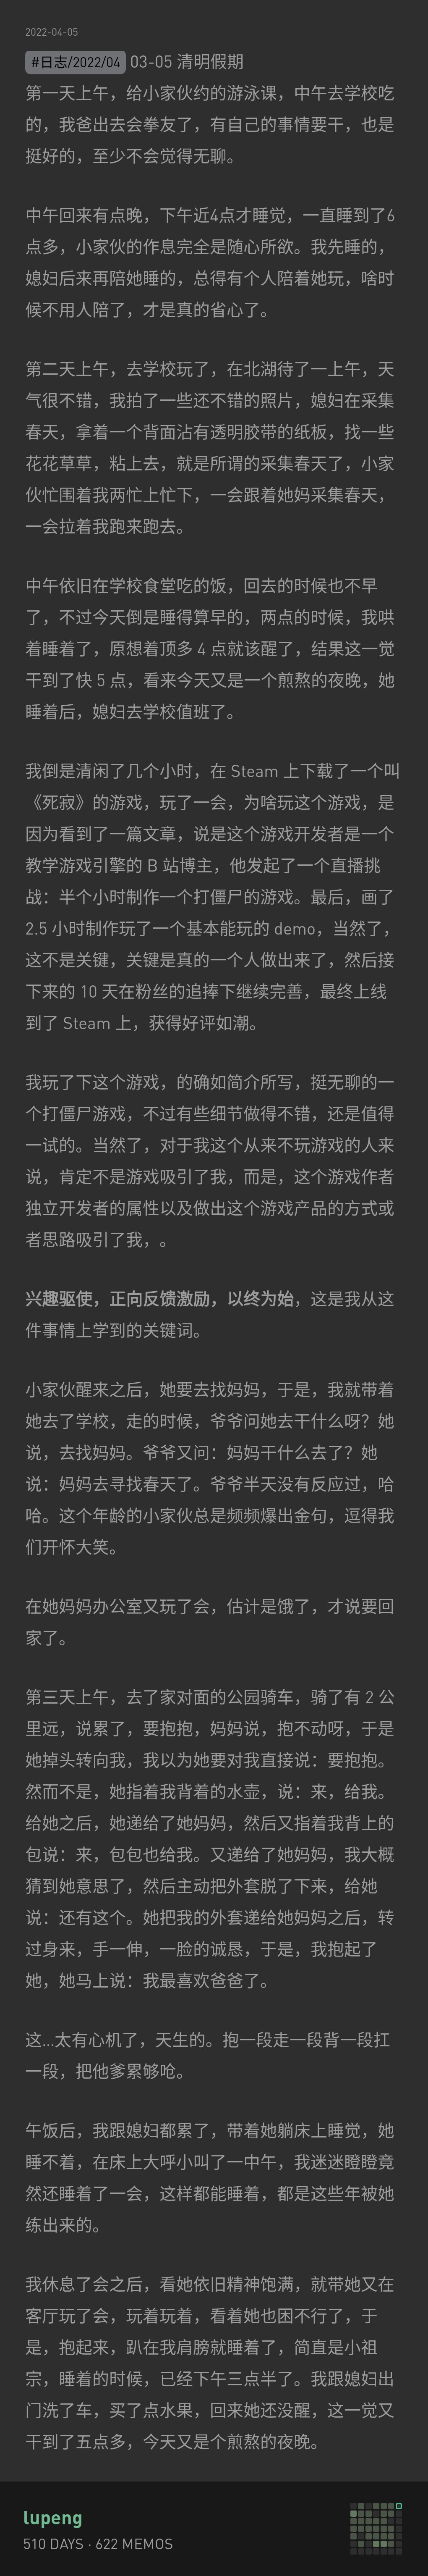 2022-04-05
#日志/2022/04 03-05 清明假期
第一天上午，给小家伙约的游泳课，中午去学校吃
的，我爸出去会拳友了，有自己的事情要干，也是
挺好的，至少不会觉得无聊。
中午回来有点晚，下午近4点才睡觉，一直睡到了6
点多，小家伙的作息完全是随心所欲。我先睡的，
媳妇后来再陪她睡的，总得有个人陪着她玩，啥时
候不用人陪了，才是真的省心了。
第二天上午，去学校玩了，在北湖待了一上午，天
气很不错，我拍了一些还不错的照片，媳妇在采集
春天，拿着一个背面沾有透明胶带的纸板，找一些
花花草草，粘上去，就是所谓的采集春天了，小家
伙忙围着我两忙上忙下，一会跟着她妈采集春天，
一会拉着我跑来跑去。
中午依旧在学校食堂吃的饭，回去的时候也不早
了，不过今天倒是睡得算早的，两点的时候，我哄
着睡着了，原想着顶多 4 点就该醒了，结果这一觉
干到了快 5 点，看来今天又是一个煎熬的夜晚，她
睡着后，媳妇去学校值班了。
我倒是清闲了几个小时，在 Steam 上下载了一个叫
《死寂》的游戏，玩了一会，为啥玩这个游戏，是
因为看到了一篇文章，说是这个游戏开发者是一个
教学游戏引擎的 B 站博主，他发起了一个直播挑
战：半个小时制作一个打僵尸的游戏。最后，画了
2.5 小时制作玩了一个基本能玩的 demo，当然了，
这不是关键，关键是真的一个人做出来了，然后接
下来的 10 天在粉丝的追捧下继续完善，最终上线
到了 Steam 上，获得好评如潮。
我玩了下这个游戏，的确如简介所写，挺无聊的一
个打僵尸游戏，不过有些细节做得不错，还是值得
一试的。当然了，对于我这个从来不玩游戏的人来
说，肯定不是游戏吸引了我，而是，这个游戏作者
独立开发者的属性以及做出这个游戏产品的方式或
者思路吸引了我，。
兴趣驱使，正向反馈激励，以终为始，这是我从这
件事情上学到的关键词。
小家伙醒来之后，她要去找妈妈，于是，我就带着
她去了学校，走的时候，爷爷问她去干什么呀？她
说，去找妈妈。爷爷又问：妈妈干什么去了？她
说：妈妈去寻找春天了。爷爷半天没有反应过，哈
哈。这个年龄的小家伙总是频频爆出金句，逗得我
们开怀大笑。
在她妈妈办公室又玩了会，估计是饿了，才说要回
家了。
第三天上午，去了家对面的公园骑车，骑了有 2 公
里远，说累了，要抱抱，妈妈说，抱不动呀，于是
她掉头转向我，我以为她要对我直接说：要抱抱。
然而不是，她指着我背着的水壶，说：来，给我。
给她之后，她递给了她妈妈，然后又指着我背上的
包说：来，包包也给我。又递给了她妈妈，我大概
猜到她意思了，然后主动把外套脱了下来，给她
说：还有这个。她把我的外套递给她妈妈之后，转
过身来，手一伸，一脸的诚恳，于是，我抱起了
她，她马上说：我最喜欢爸爸了。
这…太有心机了，天生的。抱一段走一段背一段扛
一段，把他爹累够呛。
午饭后，我跟媳妇都累了，带着她躺床上睡觉，她
睡不着，在床上大呼小叫了一中午，我迷迷瞪瞪竟
然还睡着了一会，这样都能睡着，都是这些年被她
练出来的。
我休息了会之后，看她依旧精神饱满，就带她又在
客厅玩了会，玩着玩着，看着她也困不行了，于
是，抱起来，趴在我肩膀就睡着了，简直是小祖
宗，睡着的时候，已经下午三点半了。我跟媳妇出
门洗了车，买了点水果，回来她还没醒，这一觉又
干到了五点多，今天又是个煎熬的夜晚。
lupeng
510 DAYS · 622 MEMOS